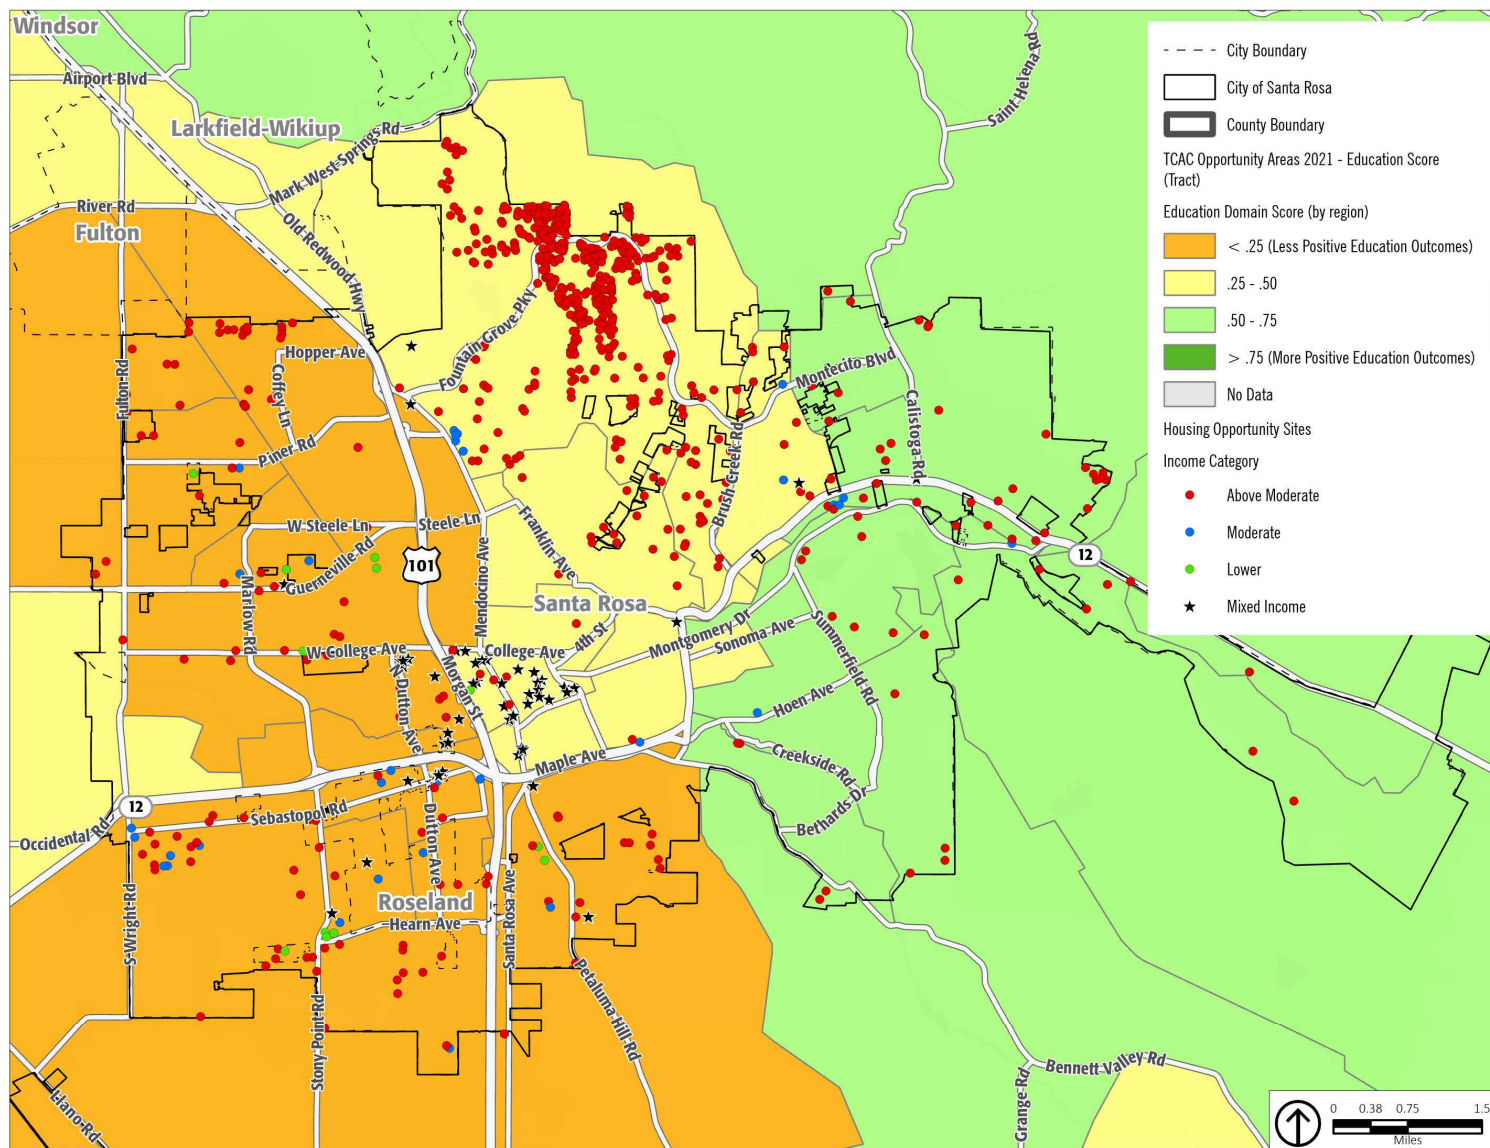 Windsor
Airport Blvd
Larkfield-Wikiup
Mark West Springs Rd
Saint Helena Rd
River Rd
Fulton
Old Redwood Hwy
Fountain Grove Pky
Hopper Ave
Fulton Rd
Coffey Ln
Montecito Blvd
Calistoga Rd
Piner Rd
Brush Creek Rd
W Steele Ln
Steele Ln
Franklin Ave
Guerneville Rd
101
12
Mendocino Ave
Marlow Rd
Santa Rosa
4th St
Montgomery Dr
Sonoma Ave
Summerfield Rd
W College Ave
College Ave
N Dutton Ave
Morgan St
Hoen Ave
Creekside Rd
Maple Ave
Bethards Dr
12
Sebastopol Rd
Occidental Rd
Dutton Ave
S Wright Rd
Roseland
Hearn Ave
Santa Rosa Ave
Petaluma Hill Rd
Stony Point Rd
Llano Rd
Bennett Valley Rd
Grange Rd
City Boundary
City of Santa Rosa
County Boundary
TCAC Opportunity Areas 2021 - Education Score
(Tract)
Education Domain Score (by region)
< .25 (Less Positive Education Outcomes)
.25 - .50
.50 - .75
> .75 (More Positive Education Outcomes)
No Data
Housing Opportunity Sites
Income Category
Above Moderate
Moderate
Lower
Mixed Income
0 0.38 0.75 1.5
Miles